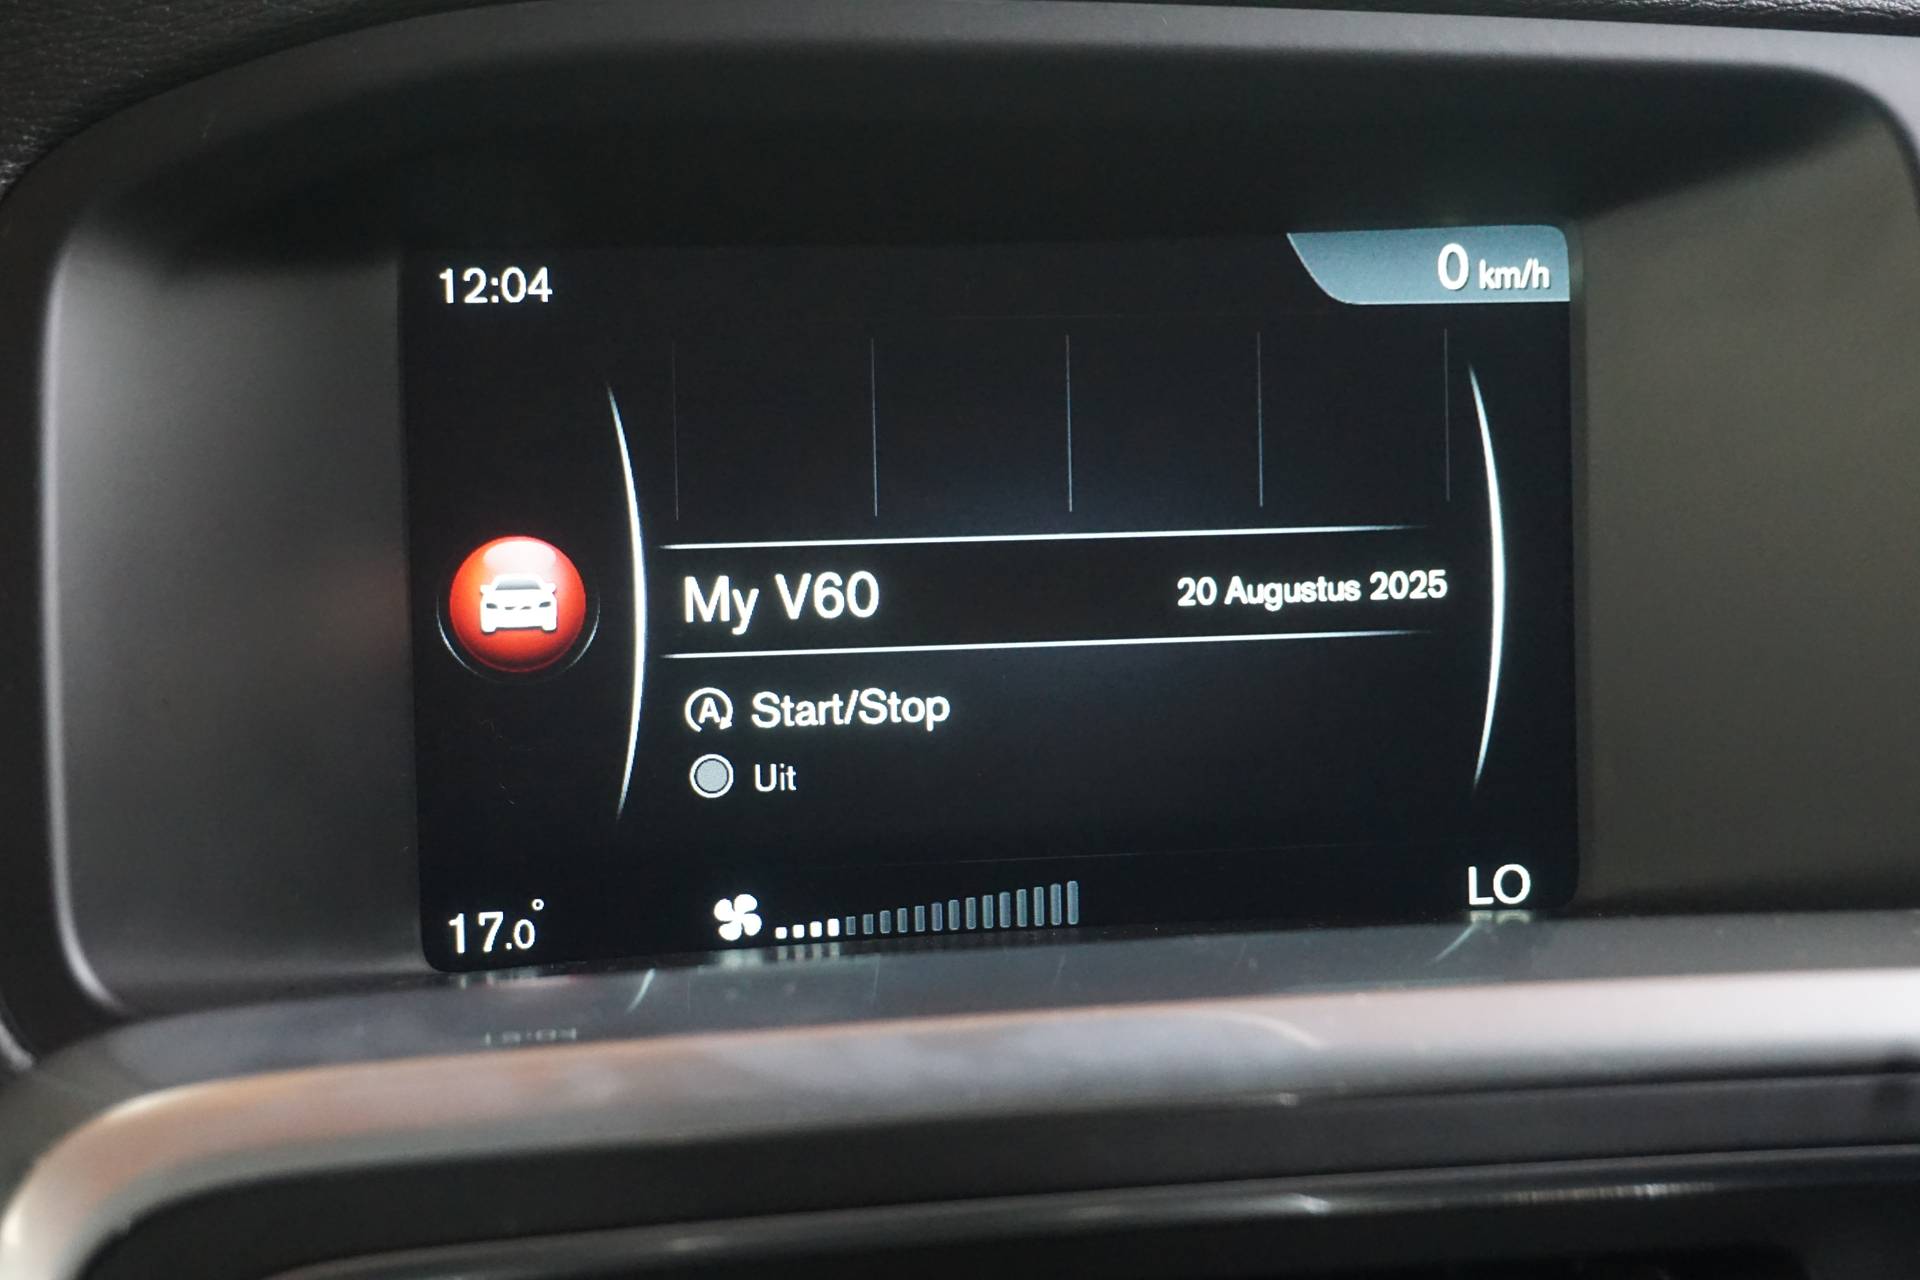 12:04
0 km/h
My V60
20 Augustus 2025
A Start/Stop
Uit
17.0°
LO